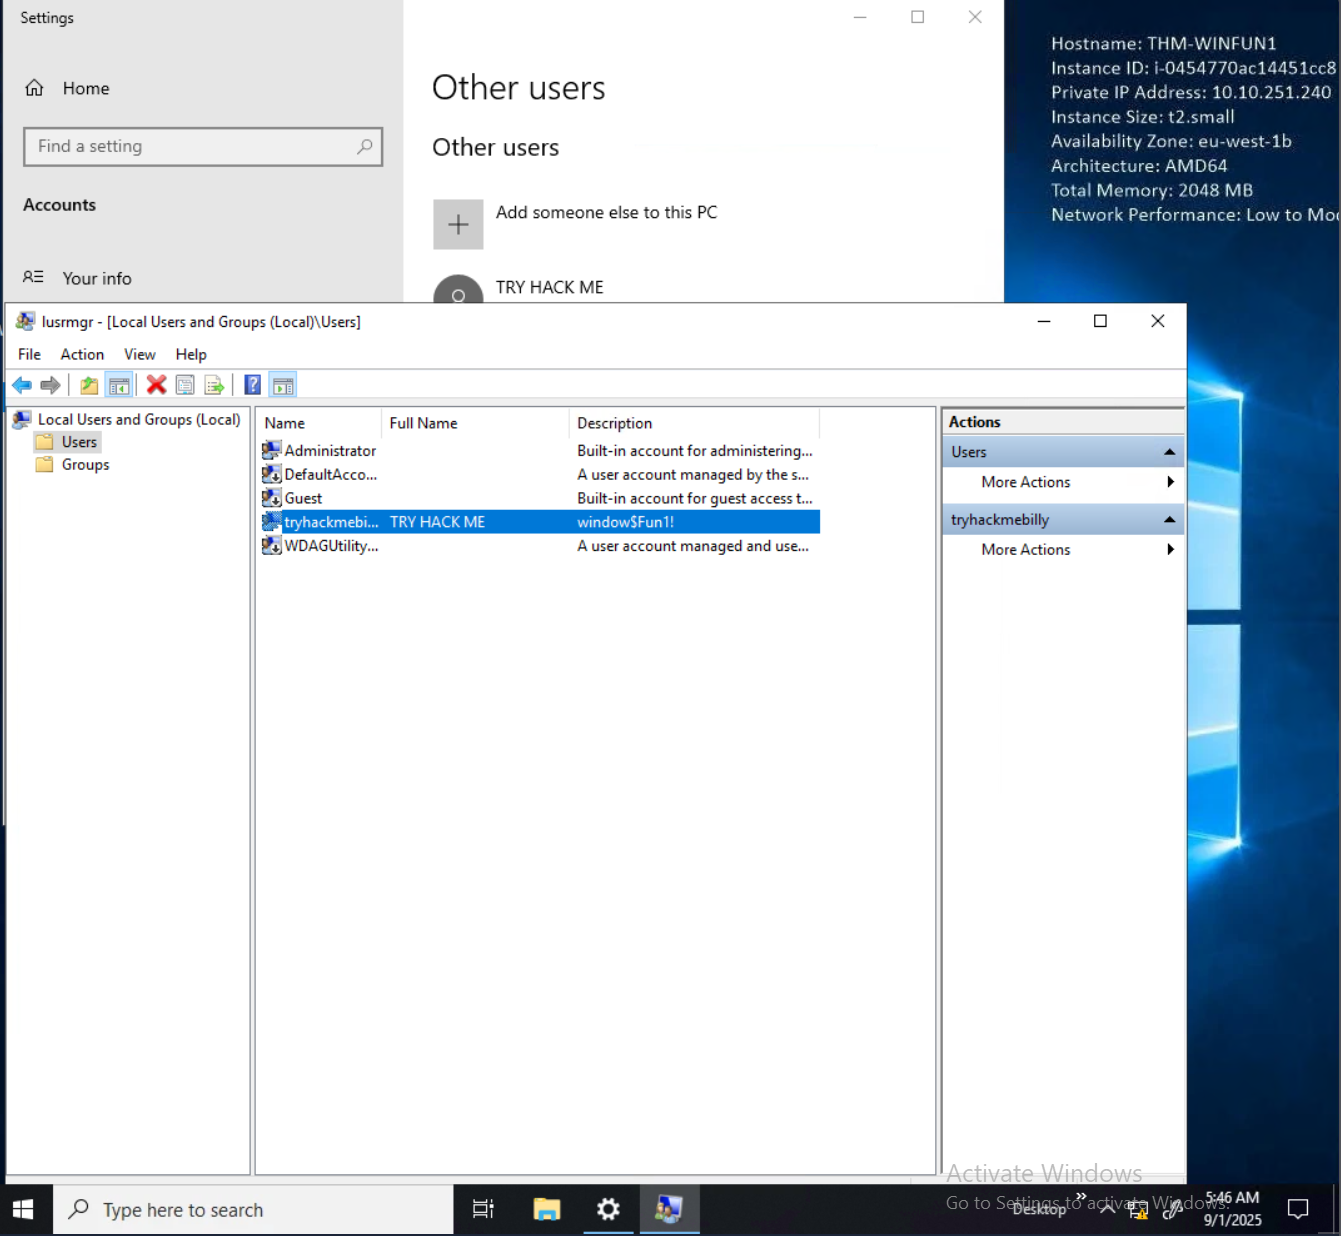 Settings
Home
Find a setting
Accounts
Your info
Other users
Other users
Add someone else to this PC
TRY HACK ME
Hostname: THM-WINFUN1
Instance ID: i-0454770ac14451cc8
Private IP Address: 10.10.251.240
Instance Size: t2.small
Availability Zone: eu-west-1b
Architecture: AMD64
Total Memory: 2048 MB
Network Performance: Low to Mod
lusrmgr - [Local Users and Groups (Local)\Users]
File Action View Help
Local Users and Groups (Local)
Users
Groups
Name Full Name Description
Administrator Built-in account for administering...
DefaultAcco... A user account managed by the s...
Guest Built-in account for guest access t...
tryhackmebi... TRY HACK ME window$Fun1!
WDAGUtility... A user account managed and use...
Actions
Users
More Actions
tryhackmebilly
More Actions
Activate Windows
Go to Settings to activate Windows.
Type here to search
Desktop
5:46 AM
9/1/2025